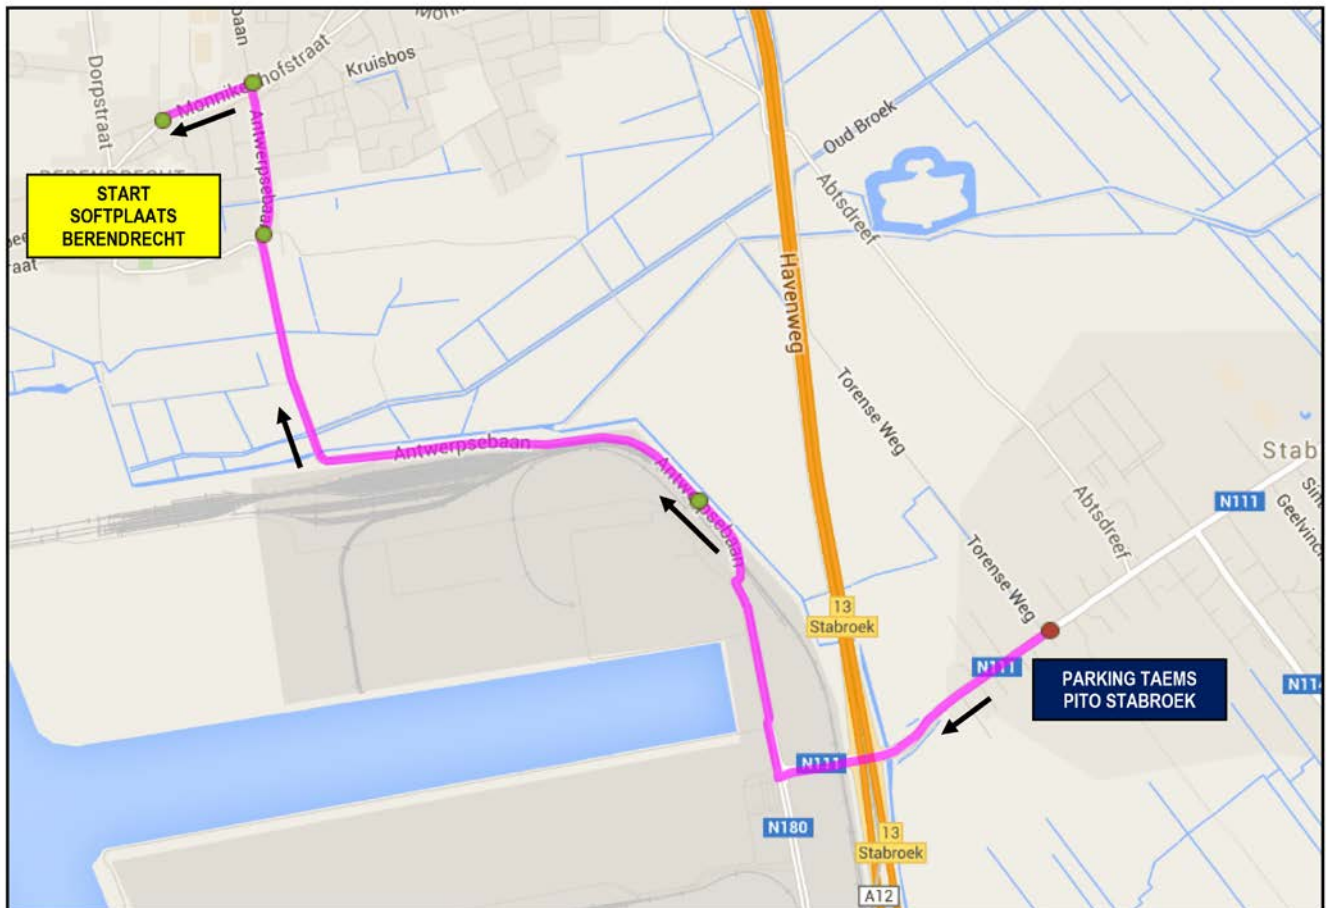 Kruisbos
Dorpstraat
Antwerpsebaan
START
SOFTPLAATS
BERENDRECHT
raat
Oud Broek
Abtsdreef
Havenweg
Torense Weg
Antwerpsebaan
Antwerpsebaan
Abtsdreef
Torense Weg
Stab
N111
13
Stabroek
N111
PARKING TAEMS
PITO STABROEK
N111
N180
13
Stabroek
A12